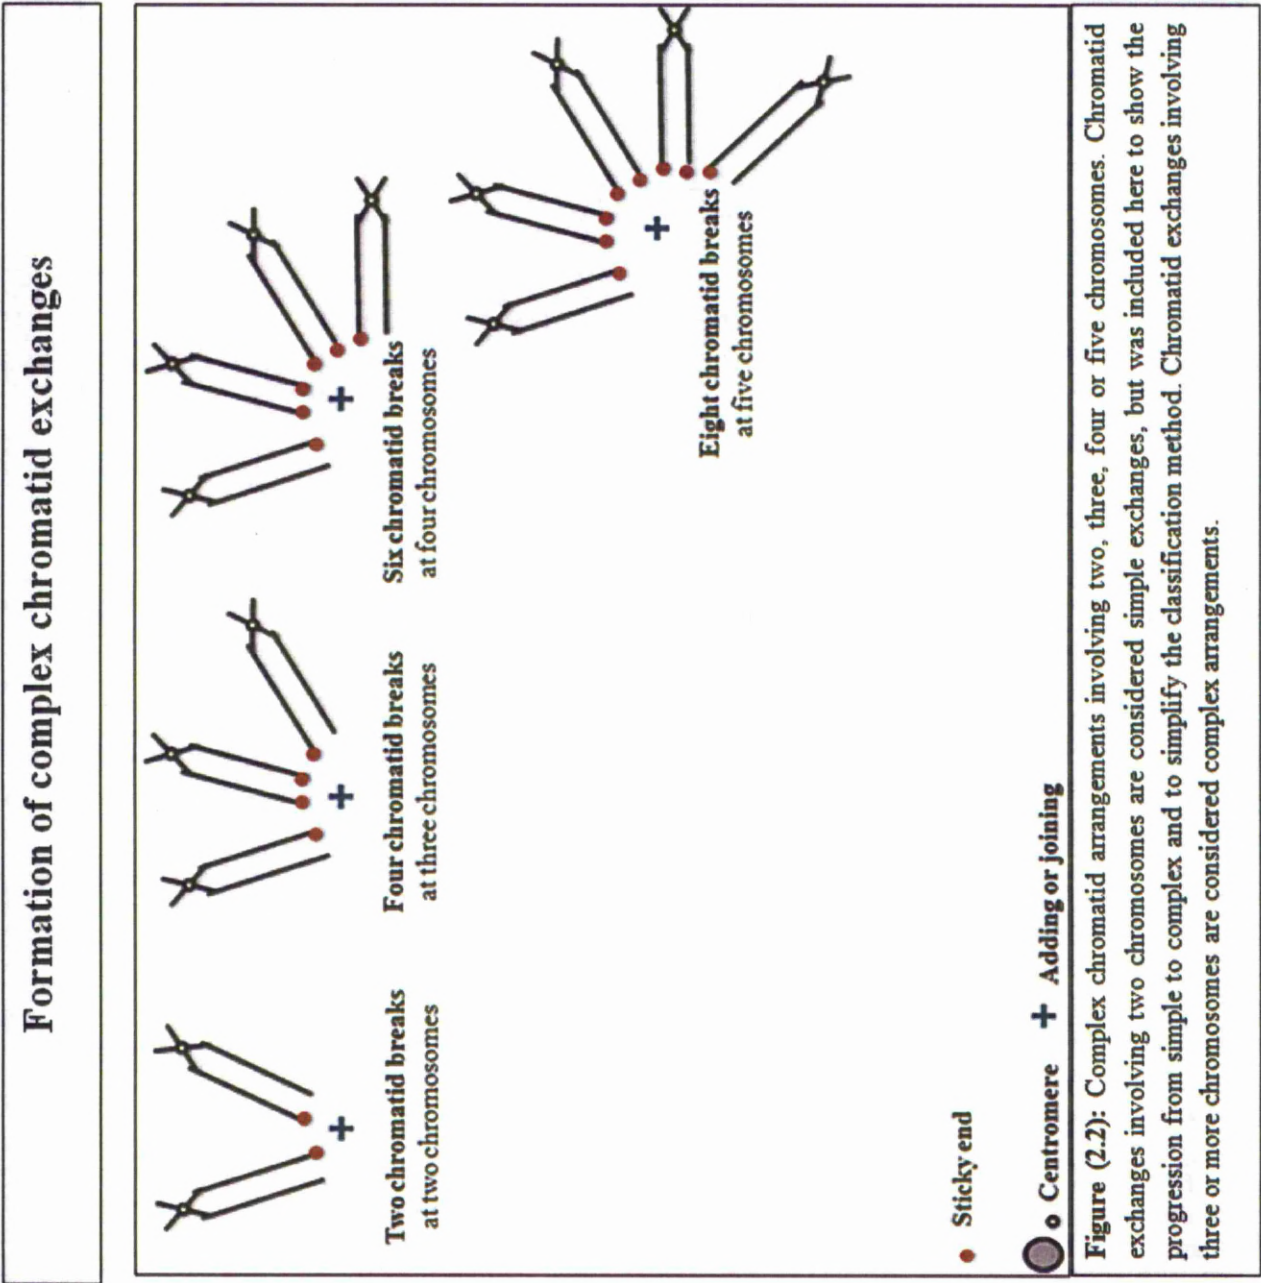 Formation of complex chromatid exchanges
Two chromatid breaks
at two chromosomes
Four chromatid breaks
at three chromosomes
Six chromatid breaks
at four chromosomes
Eight chromatid breaks
at five chromosomes
Sticky end
Centromere
Adding or joining
Figure (2.2): Complex chromatid arrangements involving two, three, four or five chromosomes. Chromatid
exchanges involving two chromosomes are considered simple exchanges, but was included here to show the
progression from simple to complex and to simplify the classification method. Chromatid exchanges involving
three or more chromosomes are considered complex arrangements.